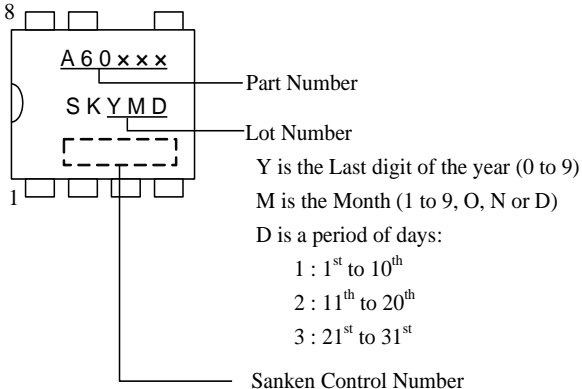 8
A60×××
Part Number
SKYMD
Lot Number
Y is the Last digit of the year (0 to 9)
M is the Month (1 to 9, O, N or D)
D is a period of days:
1
1 : 1st to 10th
2 : 11th to 20th
3 : 21st to 31st
Sanken Control Number